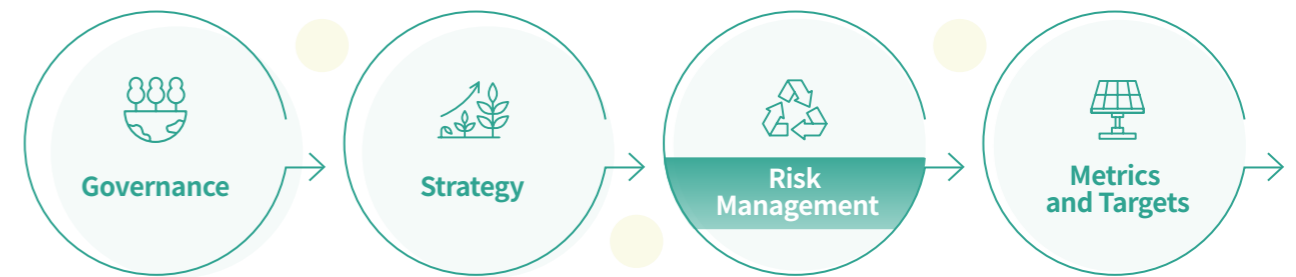 Governance
Strategy
Risk
Management
Metrics
and Targets